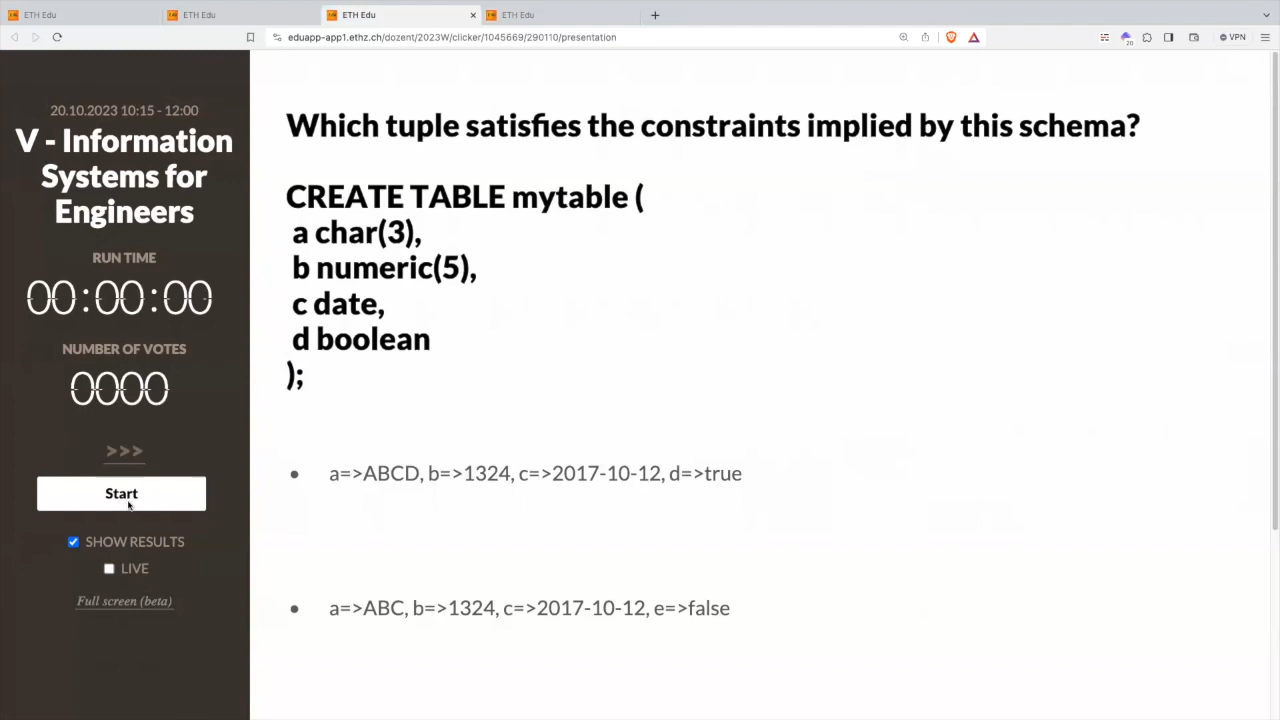 ETH Edu
ETH Edu
ETH Edu
ETH Edu
eduapp-app1.ethz.ch/dozent/2023W/clicker/1045669/290110/presentation
20
VPN
20.10.2023 10:15 - 12:00
V - Information
Systems for
Engineers
RUN TIME
00:00:00
NUMBER OF VOTES
0000
>>>
Start
SHOW RESULTS
LIVE
Full screen (beta)
Which tuple satisfies the constraints implied by this schema?
CREATE TABLE mytable (
a char(3),
b numeric(5),
c date,
d boolean
);
• a=>ABCD, b=>1324, c=>2017-10-12, d=>true
• a=>ABC, b=>1324, c=>2017-10-12, e=>false